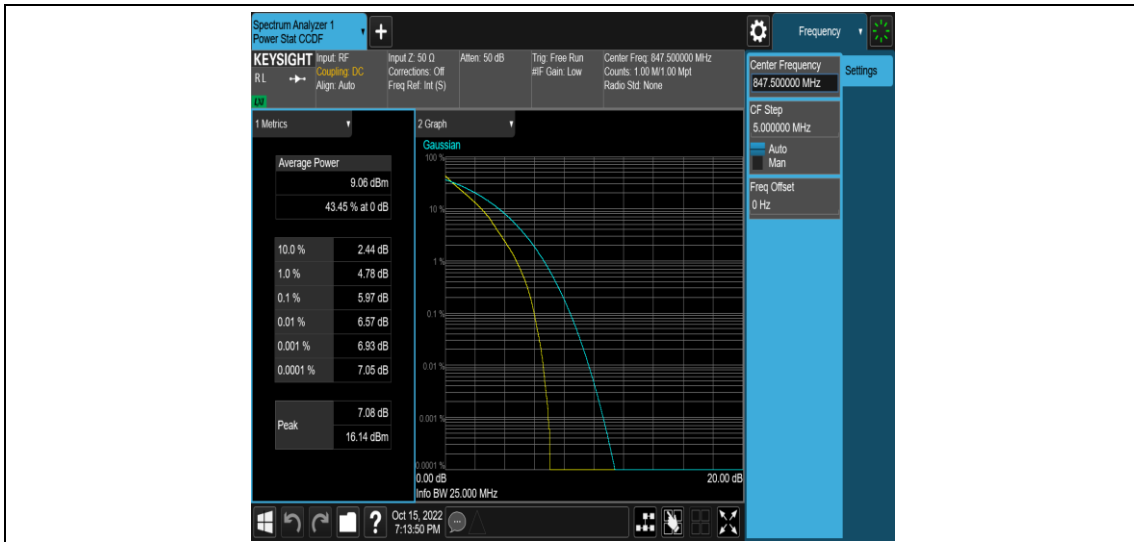 Spectrum Analyzer 1
Power Stat CCDF
+
Frequency
KEYSIGHT
RL
LXI
Input: RF
Coupling: DC
Align: Auto
Input Z: 50 Ω
Corrections: Off
Freq Ref: Int (S)
Atten: 50 dB
Trig: Free Run
#IF Gain: Low
Center Freq: 847.500000 MHz
Counts: 1.00 M/1.00 Mpt
Radio Std: None
Center Frequency
847.500000 MHz
Settings
CF Step
5.000000 MHz
Auto
Man
Freq Offset
0 Hz
1 Metrics
Average Power
9.06 dBm
43.45 % at 0 dB
10.0 % 2.44 dB
1.0 % 4.78 dB
0.1 % 5.97 dB
0.01 % 6.57 dB
0.001 % 6.93 dB
0.0001 % 7.05 dB
Peak 7.08 dB
16.14 dBm
2 Graph
Gaussian
100 %
10 %
1 %
0.1 %
0.01 %
0.001 %
0.0001 %
0.00 dB 20.00 dB
Info BW 25.000 MHz
?
Oct 15, 2022
7:13:50 PM